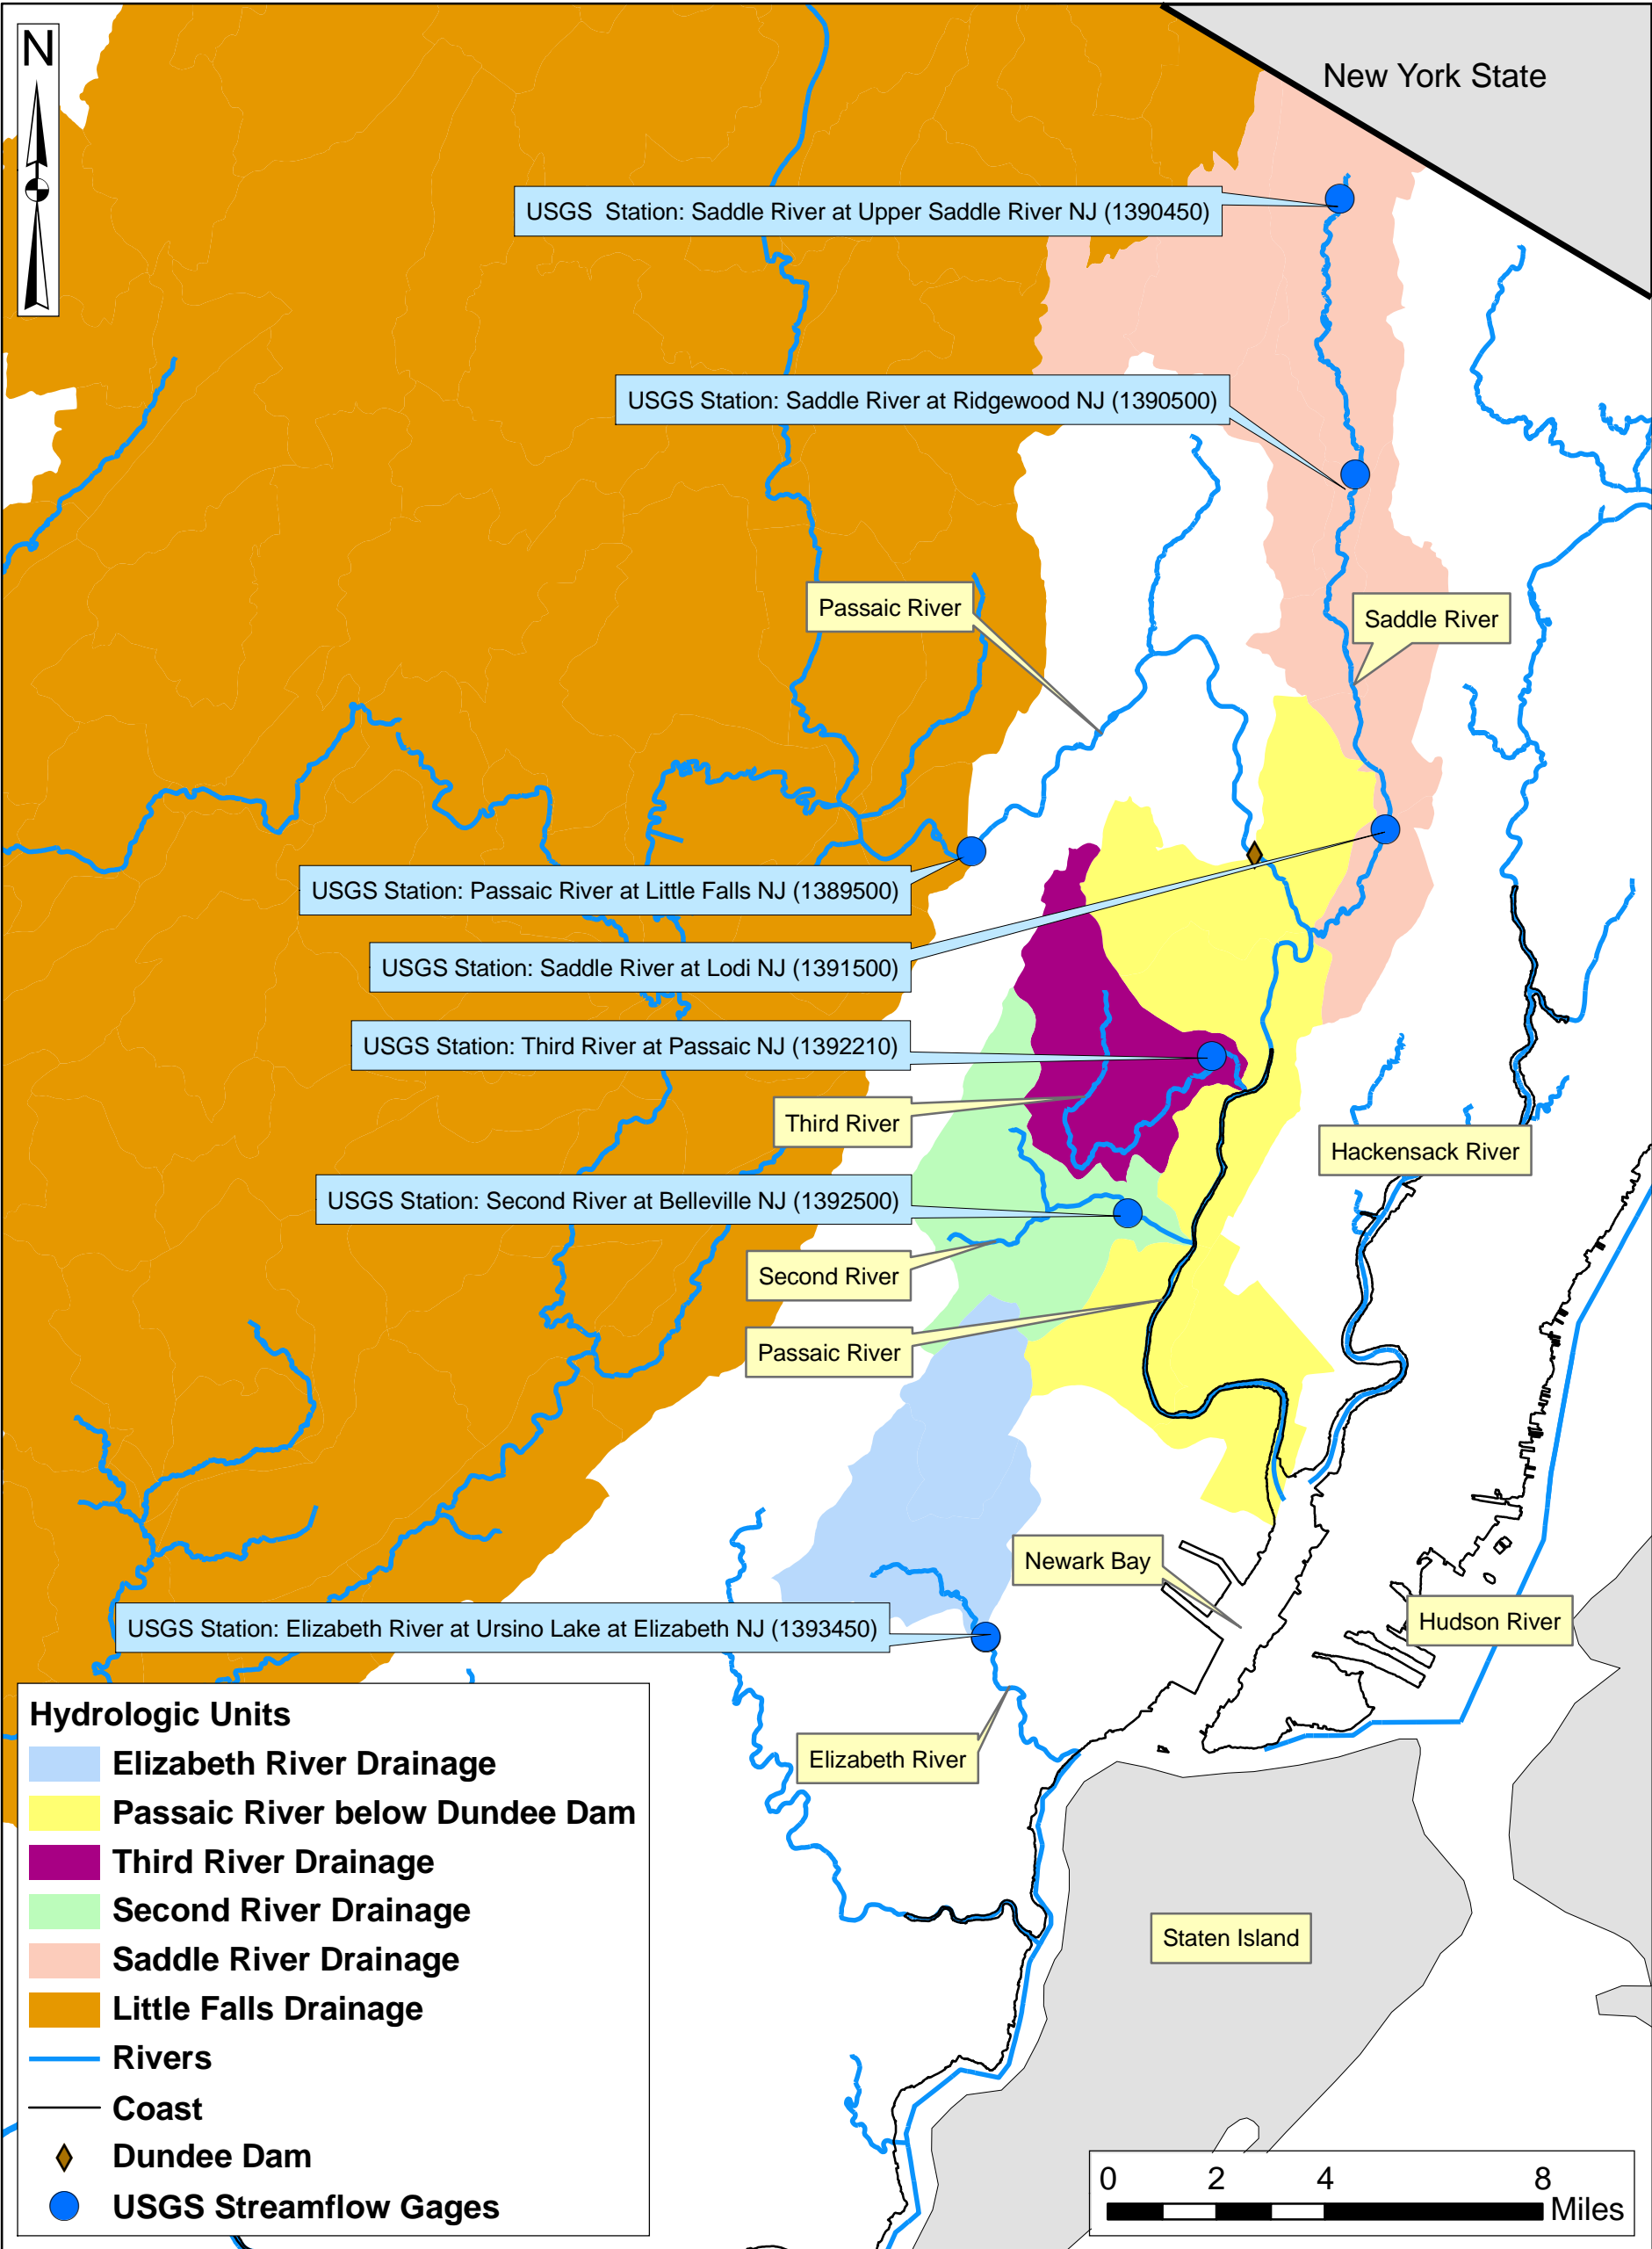 N
New York State
USGS  Station: Saddle River at Upper Saddle River NJ (1390450)
USGS Station: Saddle River at Ridgewood NJ (1390500)
Passaic River
Saddle River
USGS Station: Passaic River at Little Falls NJ (1389500)
USGS Station: Saddle River at Lodi NJ (1391500)
USGS Station: Third River at Passaic NJ (1392210)
Third River
Hackensack River
USGS Station: Second River at Belleville NJ (1392500)
Second River
Passaic River
Newark Bay
Hudson River
USGS Station: Elizabeth River at Ursino Lake at Elizabeth NJ (1393450)
Elizabeth River
Staten Island
Hydrologic Units
Elizabeth River Drainage
Passaic River below Dundee Dam
Third River Drainage
Second River Drainage
Saddle River Drainage
Little Falls Drainage
Rivers
Coast
Dundee Dam
USGS Streamflow Gages
0 2 4 8
Miles